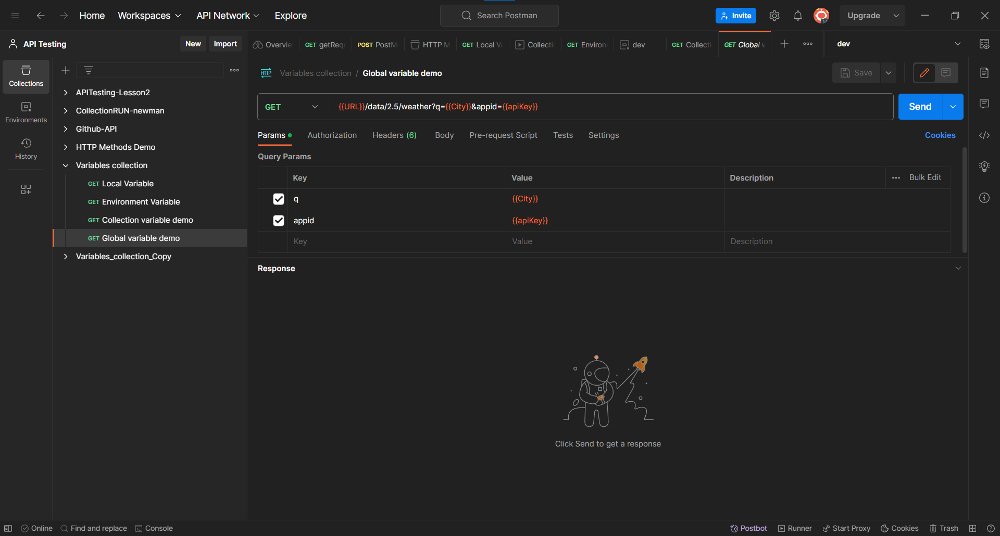 Home Workspaces API Network Explore Search Postman Invite Upgrade
API Testing New Import Overvie GET getRequ POST PostM HTTP M GET Local Va Collectio GET Environ dev GET Collecti GET Global v dev
Collections
Environments
History
APITesting-Lesson2
CollectionRUN-newman
Github-API
HTTP Methods Demo
Variables collection
GET Local Variable
GET Environment Variable
GET Collection variable demo
GET Global variable demo
Variables_collection_Copy
HTTP Variables collection / Global variable demo Save
GET {{URL}}/data/2.5/weather?q={{City}}&appid={{apiKey}} Send
Params Authorization Headers (6) Body Pre-request Script Tests Settings Cookies
Query Params
Key Value Description Bulk Edit
q {{City}}
appid {{apiKey}}
Key Value Description
Response
Click Send to get a response
Online Find and replace Console Postbot Runner Start Proxy Cookies Trash